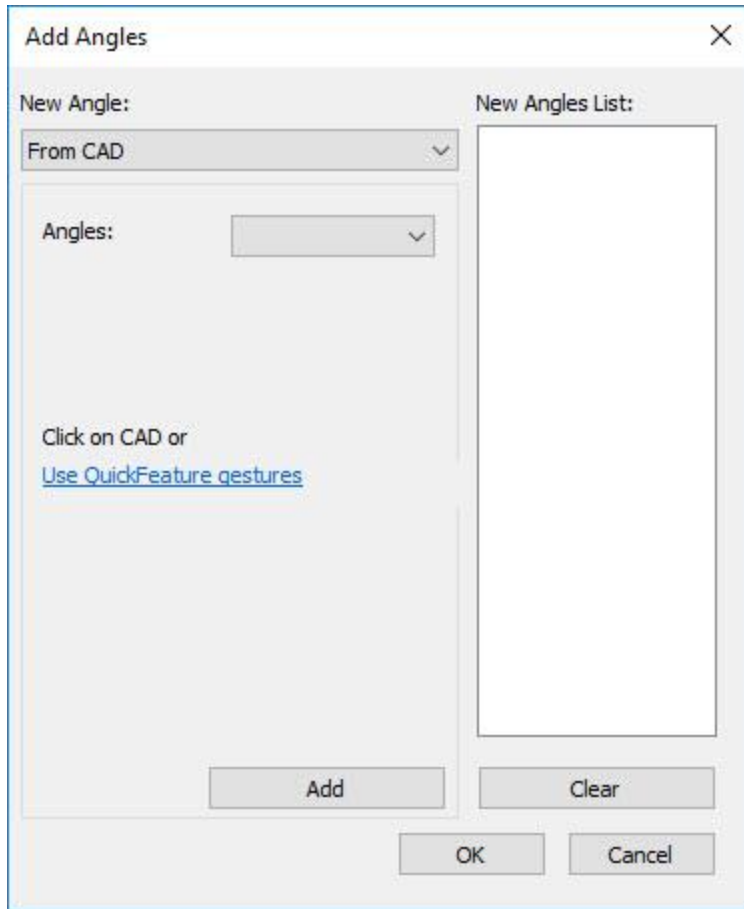 Add Angles
New Angle:
New Angles List:
From CAD
Angles:
Click on CAD or
Use QuickFeature gestures
Add
Clear
OK
Cancel